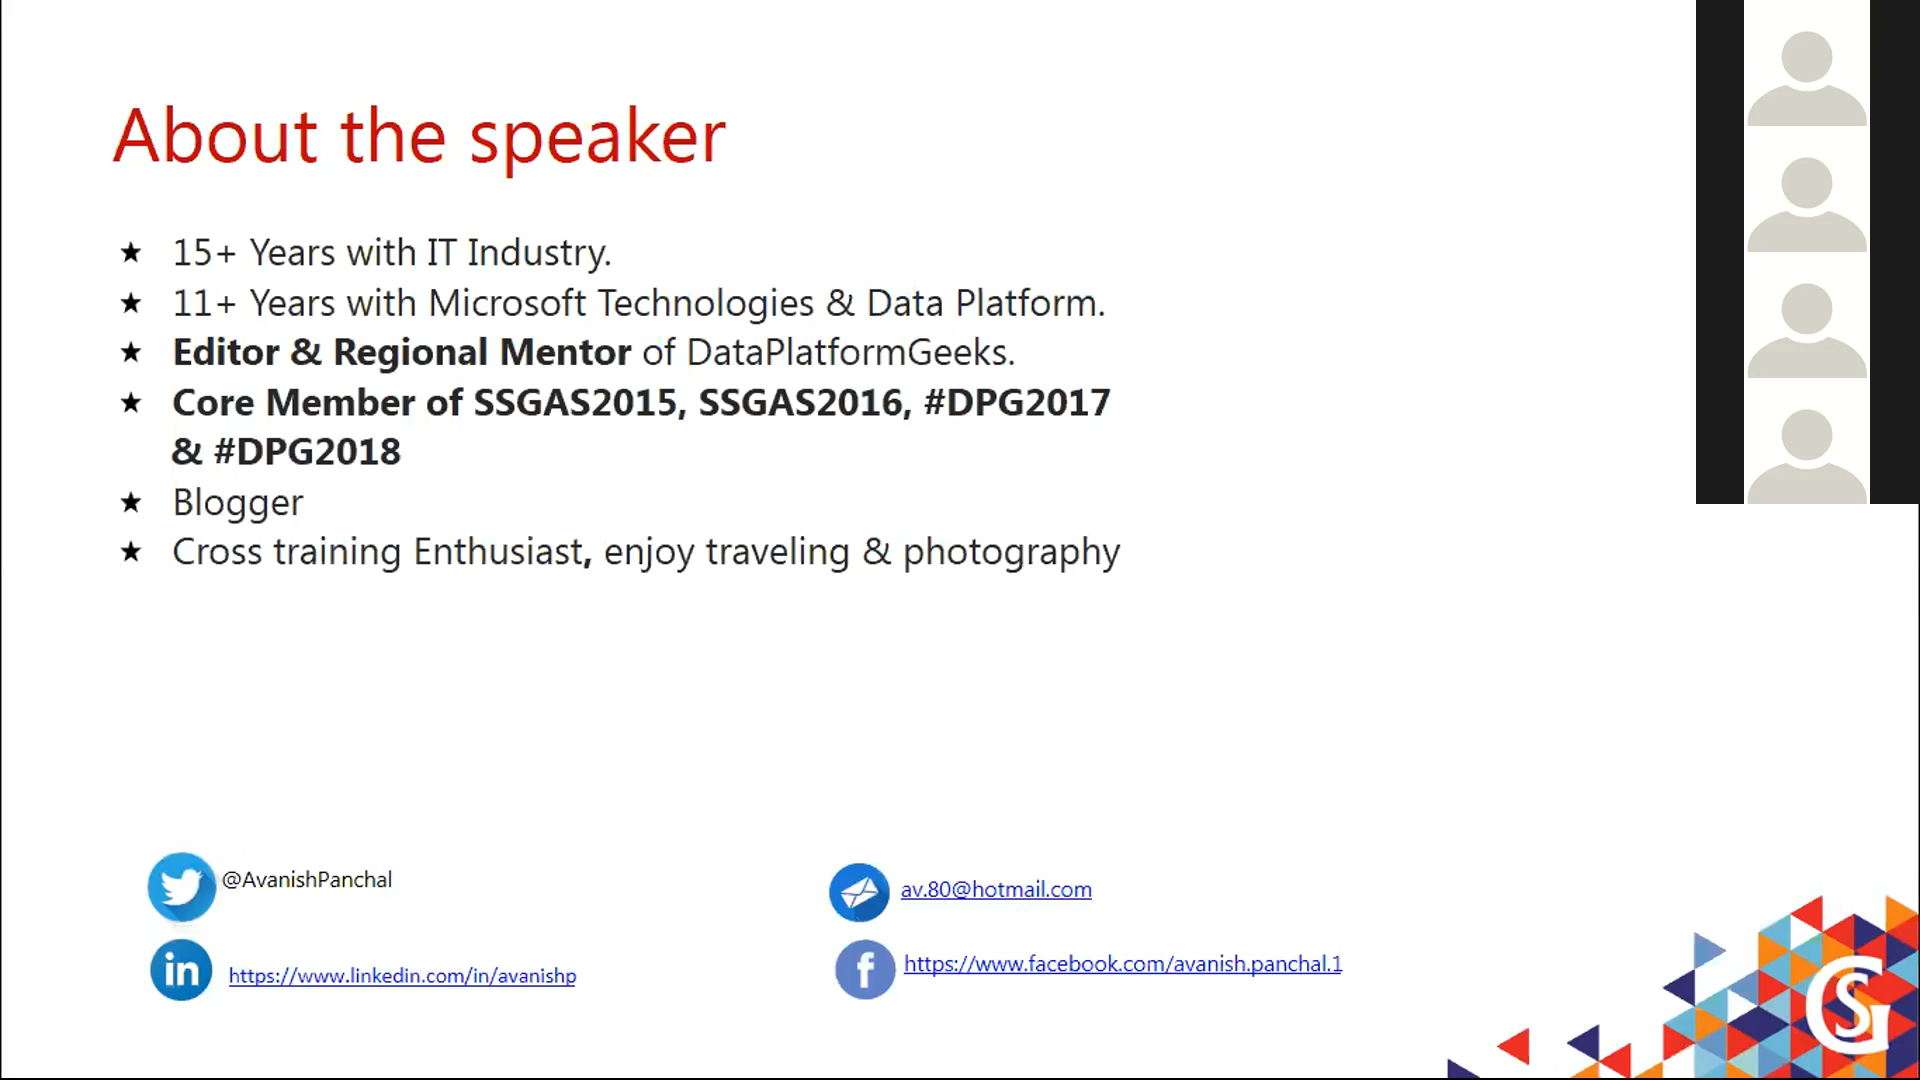 About the speaker
★ 15+ Years with IT Industry.
★ 11+ Years with Microsoft Technologies & Data Platform.
★ Editor & Regional Mentor of DataPlatformGeeks.
★ Core Member of SSGAS2015, SSGAS2016, #DPG2017
& #DPG2018
★ Blogger
★ Cross training Enthusiast, enjoy traveling & photography
@AvanishPanchal
av.80@hotmail.com
in https://www.linkedin.com/in/avanishp
f https://www.facebook.com/avanish.panchal.1
SG